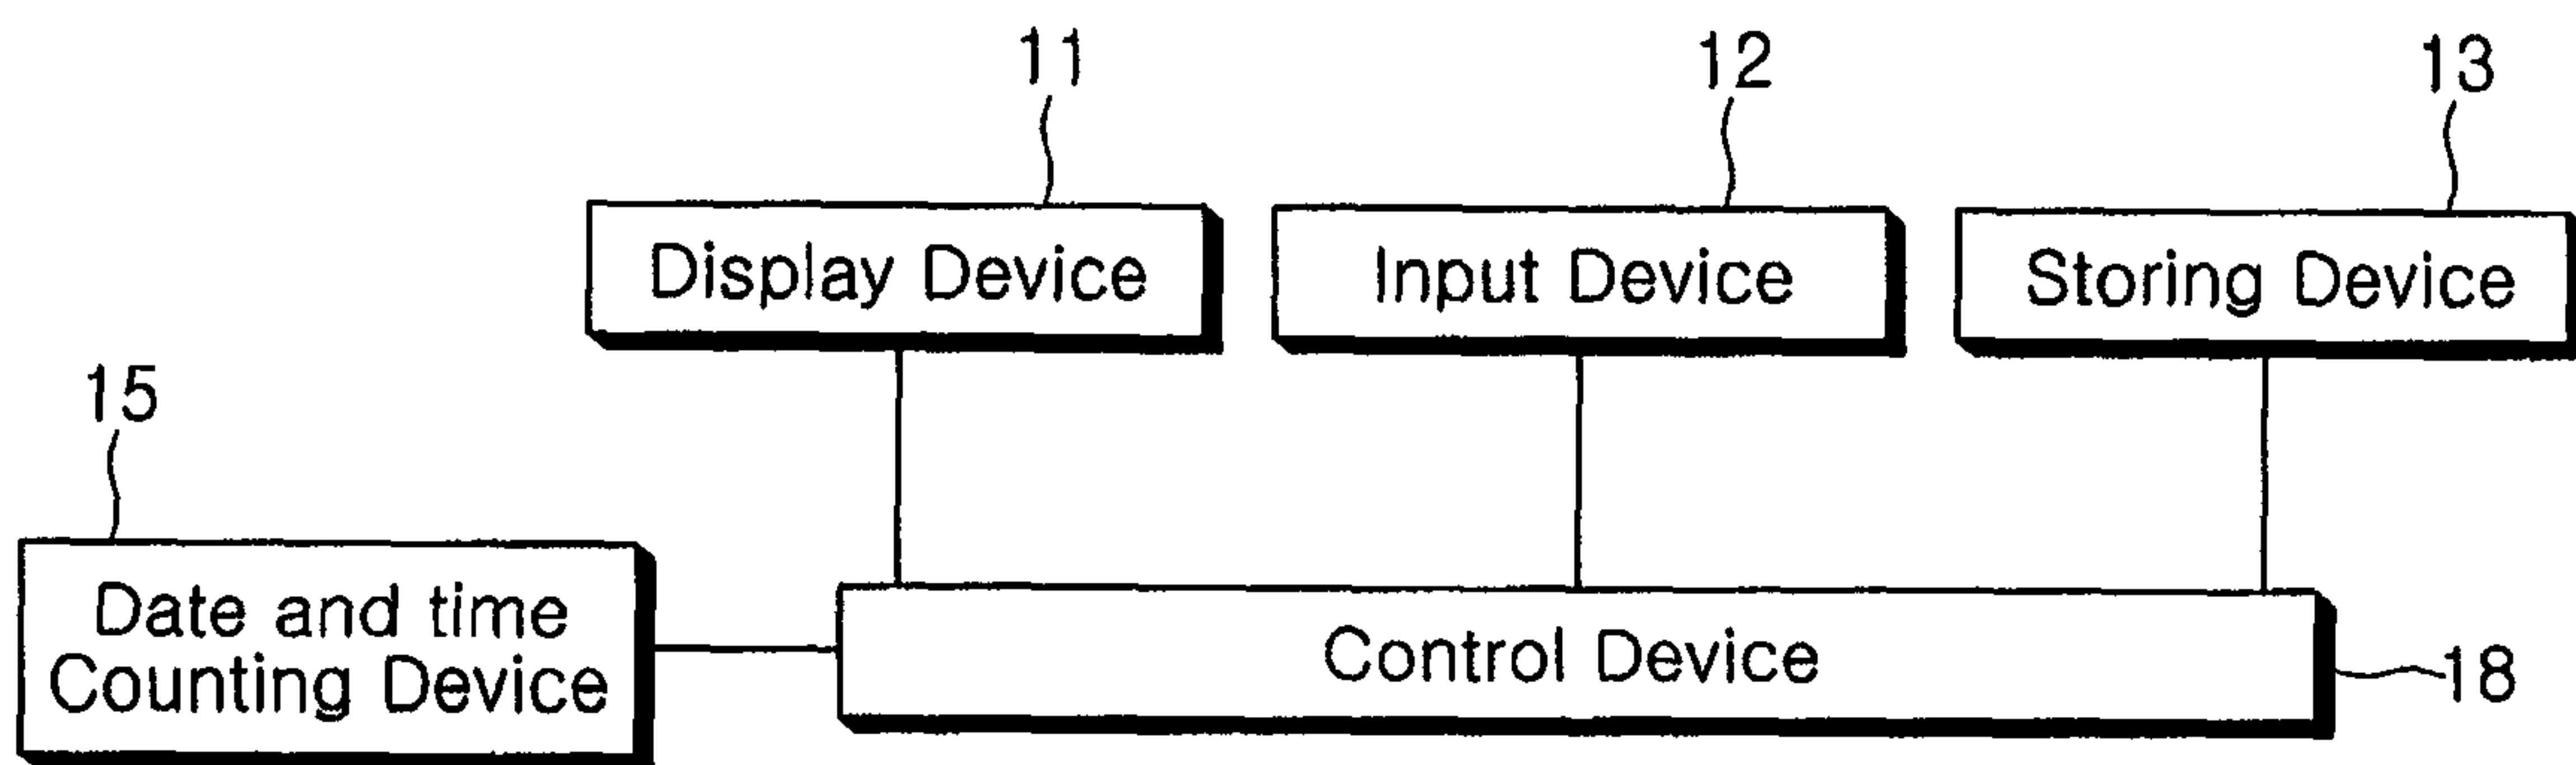 11
12
13
Display Device
Input Device
Storing Device
15
Date and time
Counting Device
Control Device
18